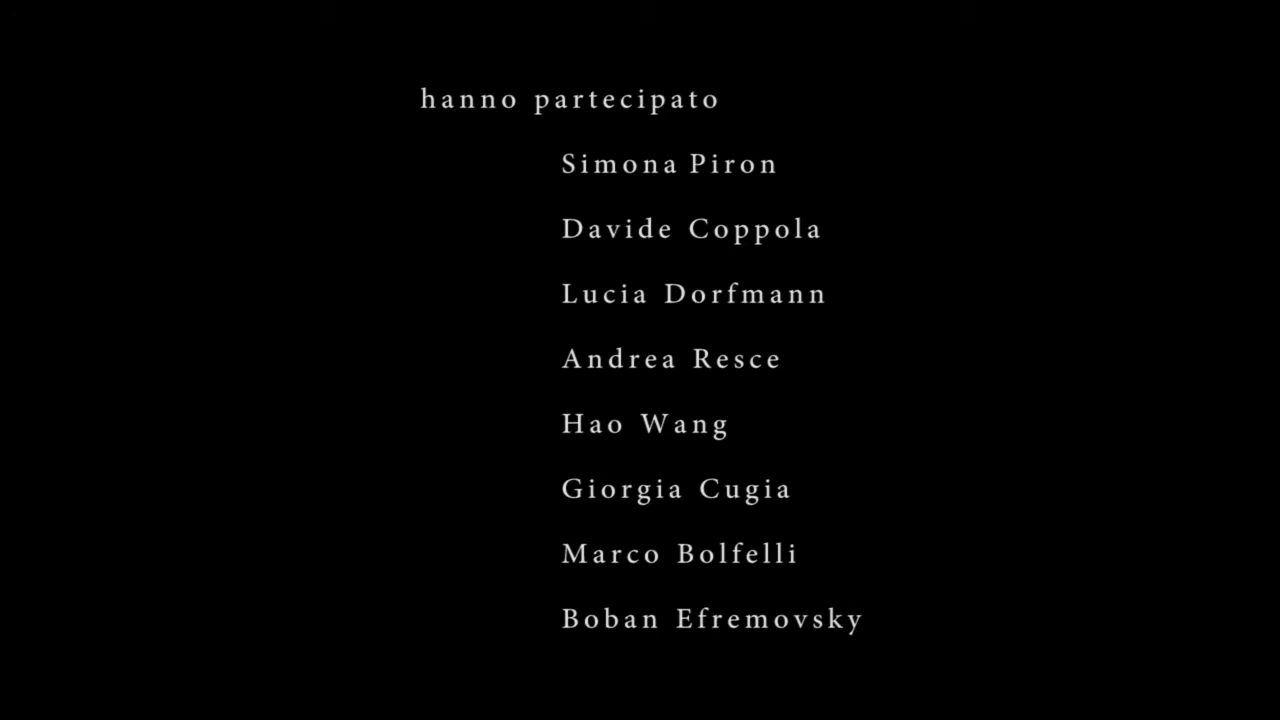 hanno partecipato
Simona Piron
Davide Coppola
Lucia Dorfmann
Andrea Resce
Hao Wang
Giorgia Cugia
Marco Bolfelli
Boban Efremovsky